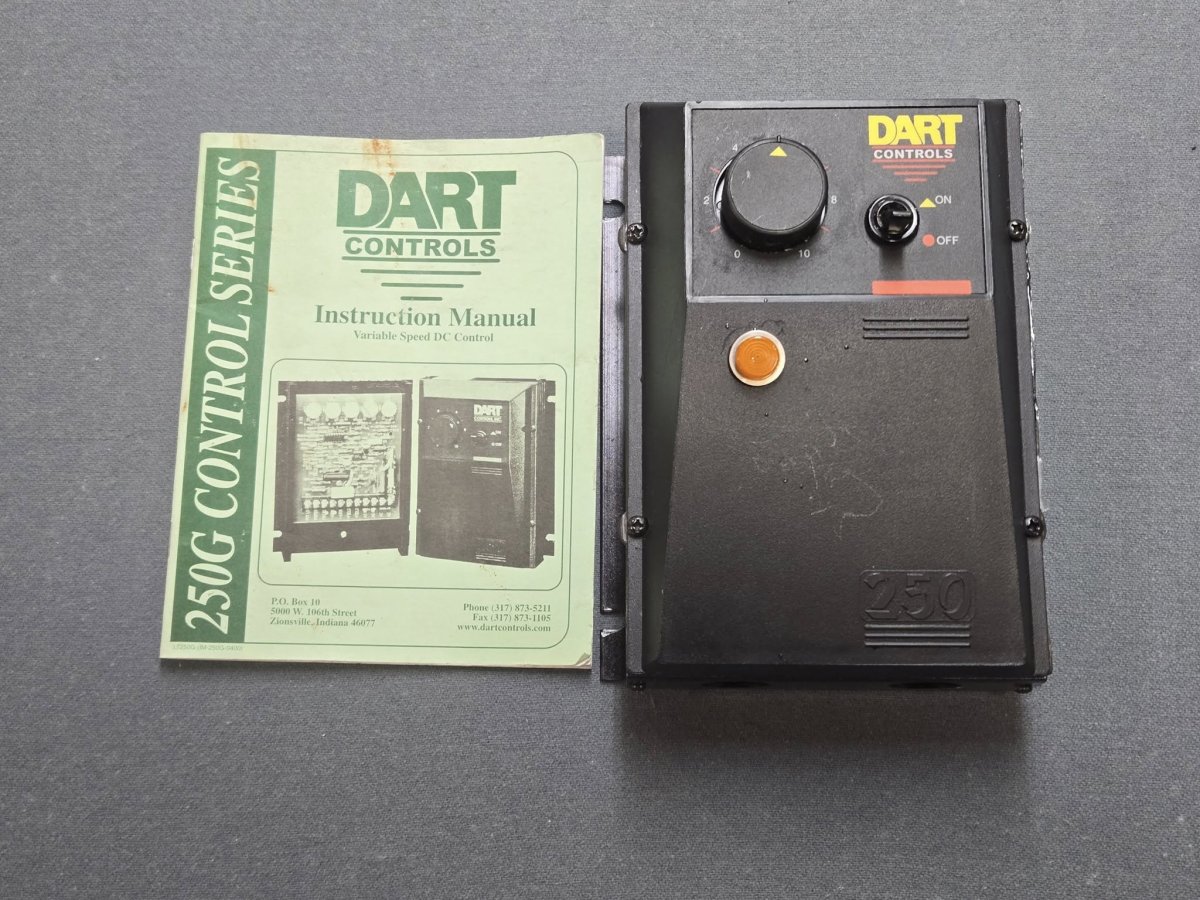 250G CONTROL SERIES
DART
CONTROLS
Instruction Manual
Variable Speed DC Control
DART
P.O. Box 10
5000 W. 106th Street
Zionsville, Indiana 46077
Phone (317) 873-5211
Fax (317) 873-1105
www.dartcontrols.com
DART
CONTROLS
4
2
8
0
10
ON
OFF
250